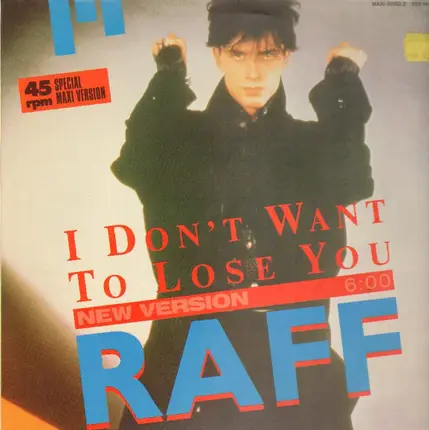 45 SPECIAL
rpm MAXI VERSION
I DON'T WANT
TO LOSE YOU
NEW VERSION 6:00
RAFF